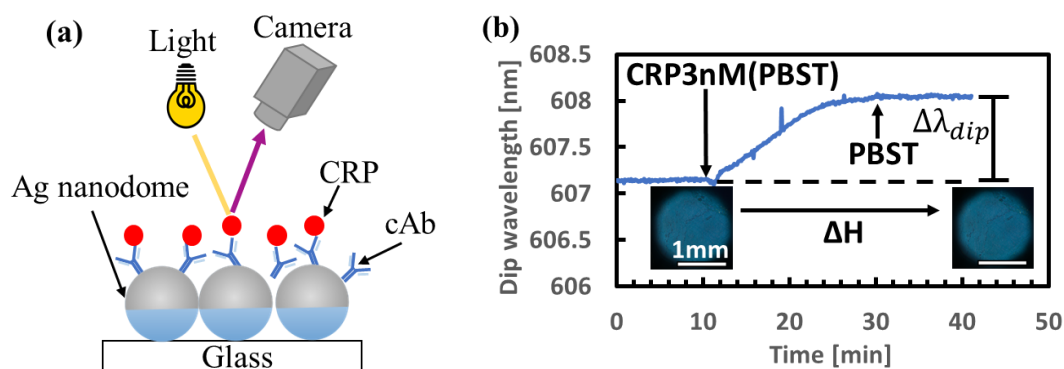 (a)
Light
Camera
Ag nanodome
CRP
cAb
Glass
(b)
Dip wavelength [nm]
608.5
608
607.5
607
606.5
606
CRP3nM(PBST)
PBST
Δλdip
1mm
ΔH
0
10
20
30
40
50
Time [min]